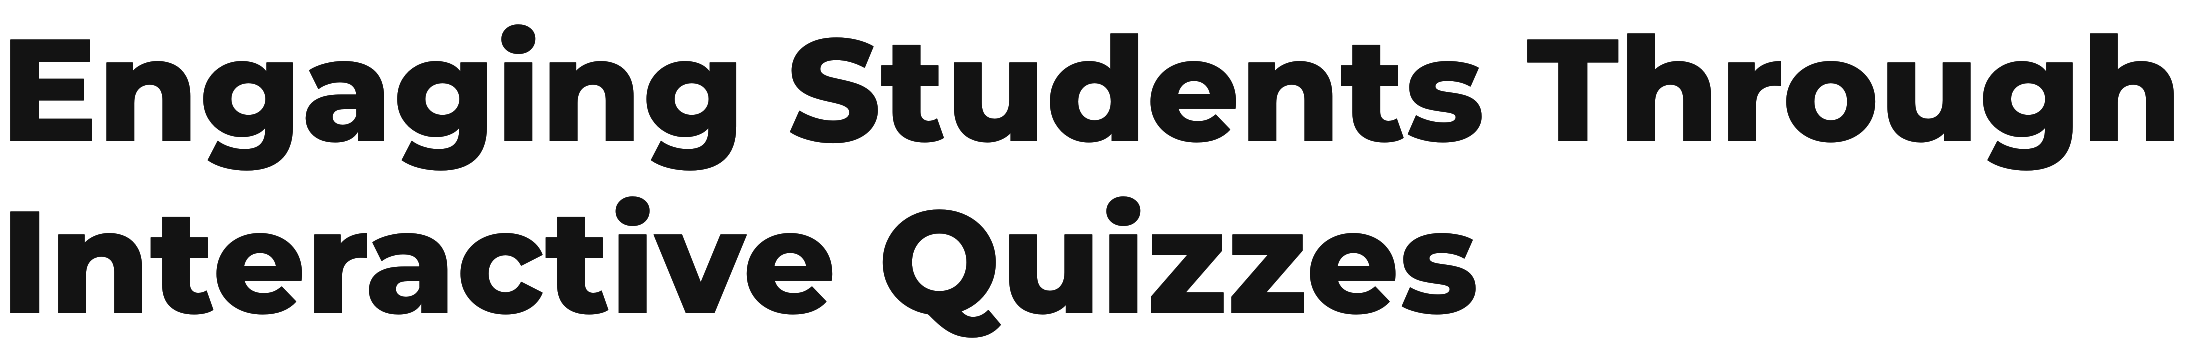 Engaging Students Through
Interactive Quizzes